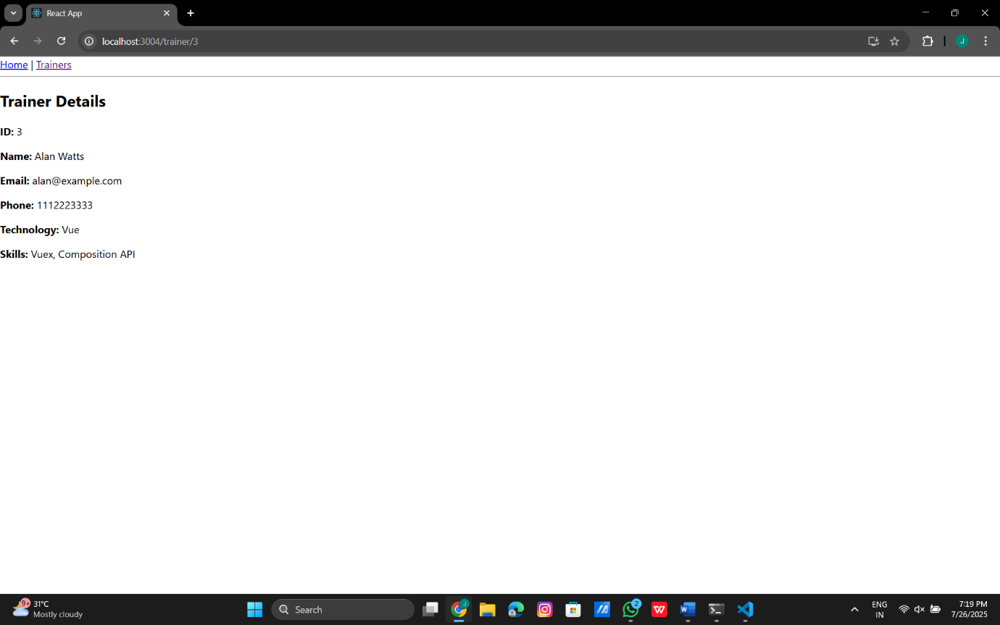 React App
localhost:3004/trainer/3
J
Home | Trainers
Trainer Details
ID: 3
Name: Alan Watts
Email: alan@example.com
Phone: 1112223333
Technology: Vue
Skills: Vuex, Composition API
9+
31°C
Mostly cloudy
Search
J
2
W
W
ENG
IN
7:19 PM
7/26/2025